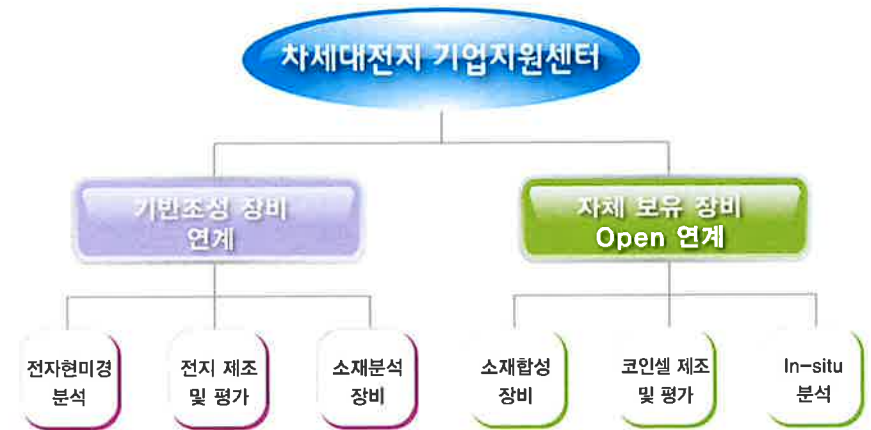 차세대전지 기업지원센터
기반조성 장비
연계
자체 보유 장비
Open 연계
전자현미경
분석
전지 제조
및 평가
소재분석
장비
소재합성
장비
코인셀 제조
및 평가
In-situ
분석